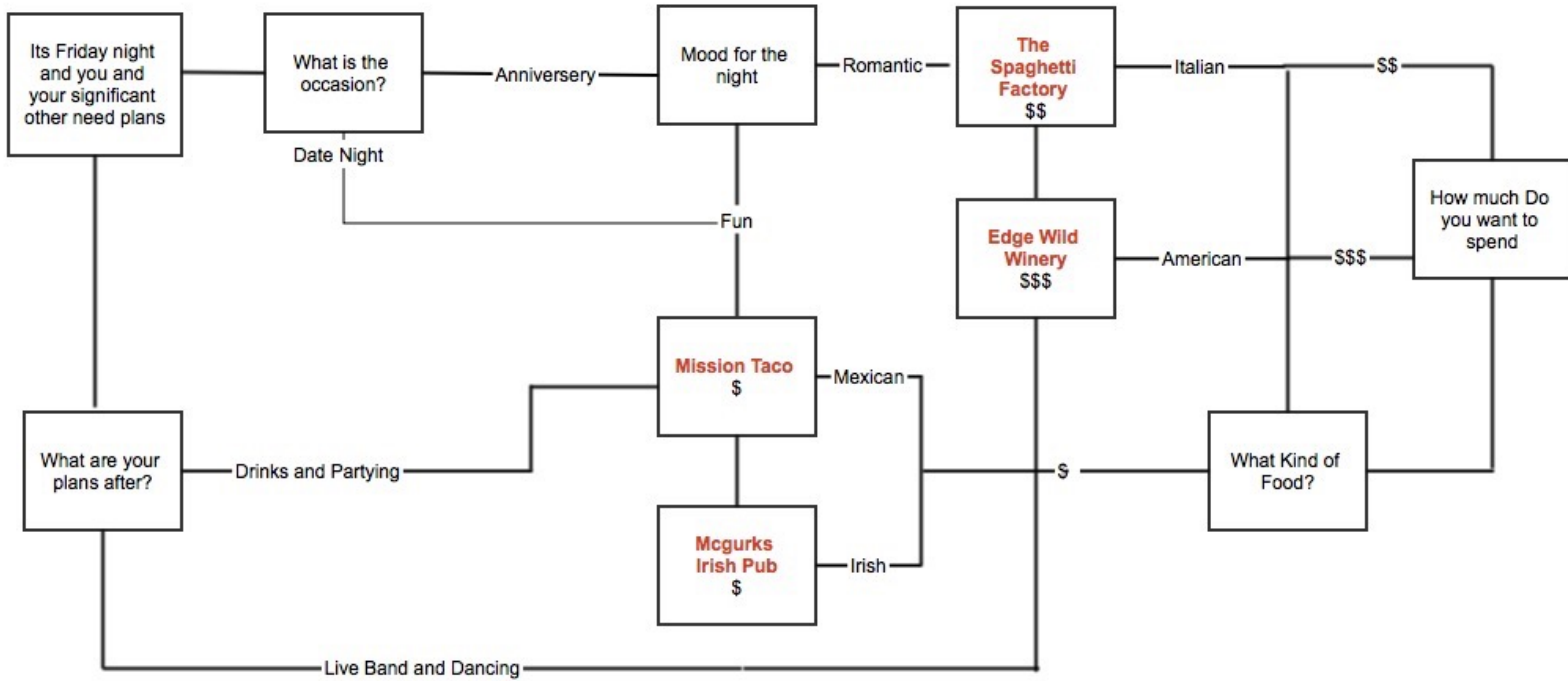 Its Friday night
and you and
your significant
other need plans
What is the
occasion?
Anniversery
Mood for the
night
Romantic
The
Spaghetti
Factory
$$
Italian
$$
Date Night
Fun
Edge Wild
Winery
$$$
American
$$$
How much Do
you want to
spend
Mission Taco
$
Mexican
What are your
plans after?
Drinks and Partying
$
What Kind of
Food?
Mcgurks
Irish Pub
$
Irish
Live Band and Dancing